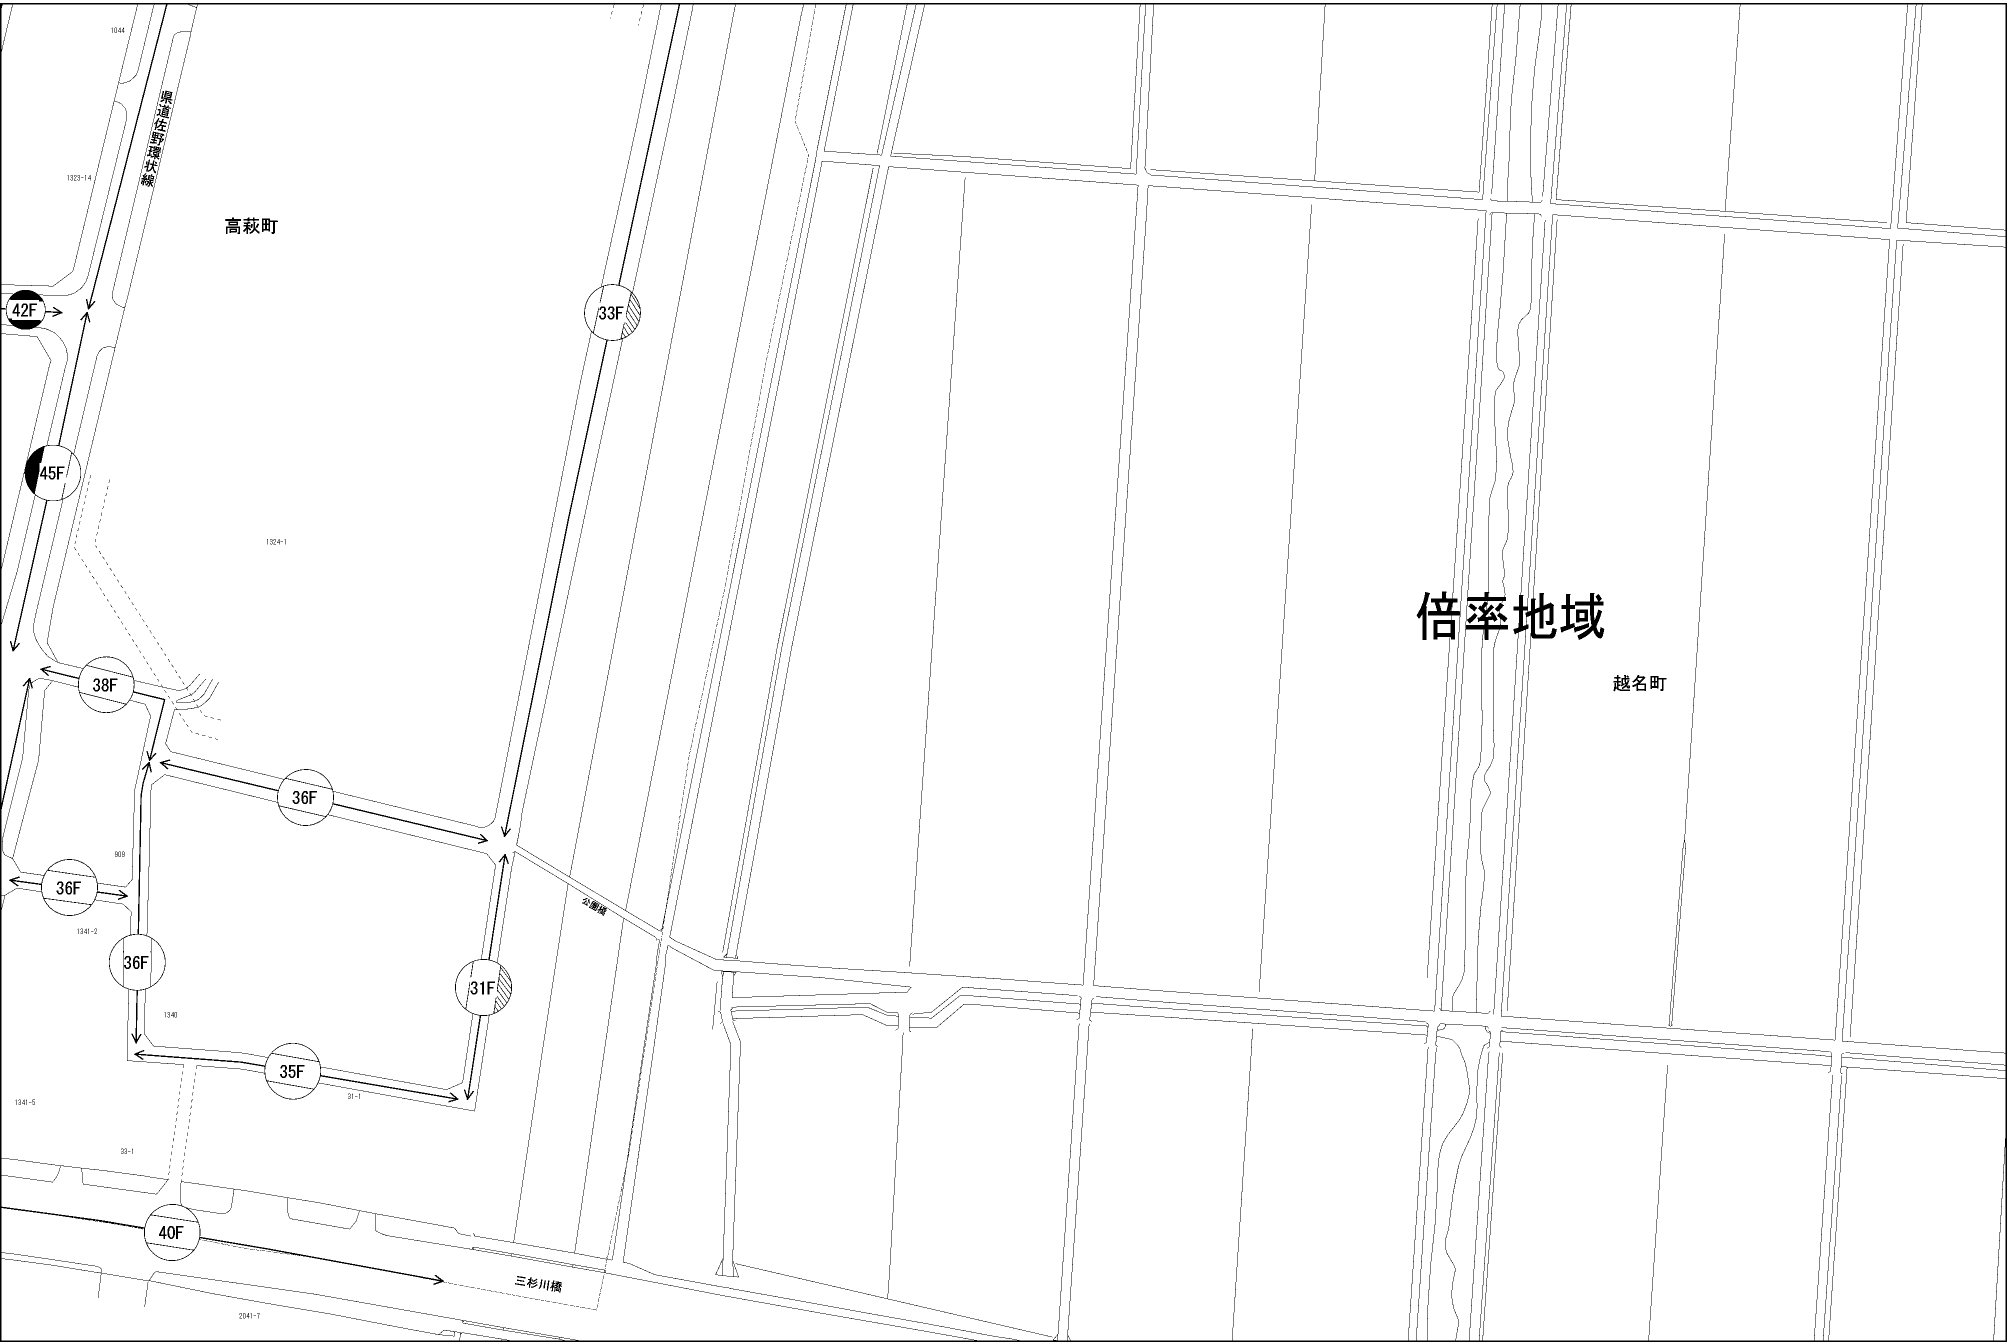 1044
県道佐野環状線
1323-14
高萩町
42F
33F
45F
1324-1
倍率地域
越名町
38F
36F
909
36F
公園橋
1341-2
36F
31F
1340
35F
31-1
1341-5
33-1
40F
三杉川橋
2041-7